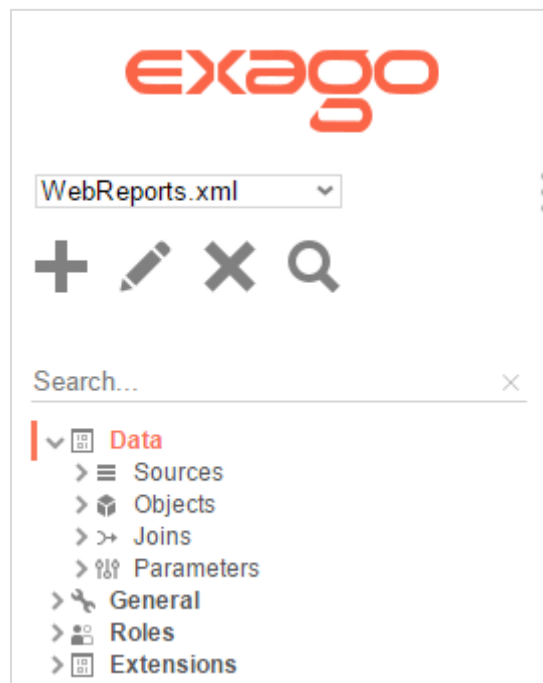 exago
WebReports.xml
Search...
Data
Sources
Objects
Joins
Parameters
General
Roles
Extensions